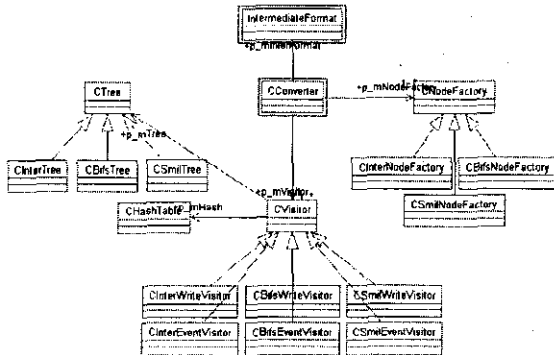 IntermediateFormat
CConverter
+p_mNodeFactory
CNodeFactory
CTree
+p_mTree
CInterTree
CBifsTree
CSmilTree
CInterNodeFactory
CBifsNodeFactory
CSmilNodeFactory
+p_mVisitor
CHashTable
+p_mHash
CVisitor
CInterWriteVisitor
CBifsWriteVisitor
CSmilWriteVisitor
CInterEventVisitor
CBifsEventVisitor
CSmilEventVisitor